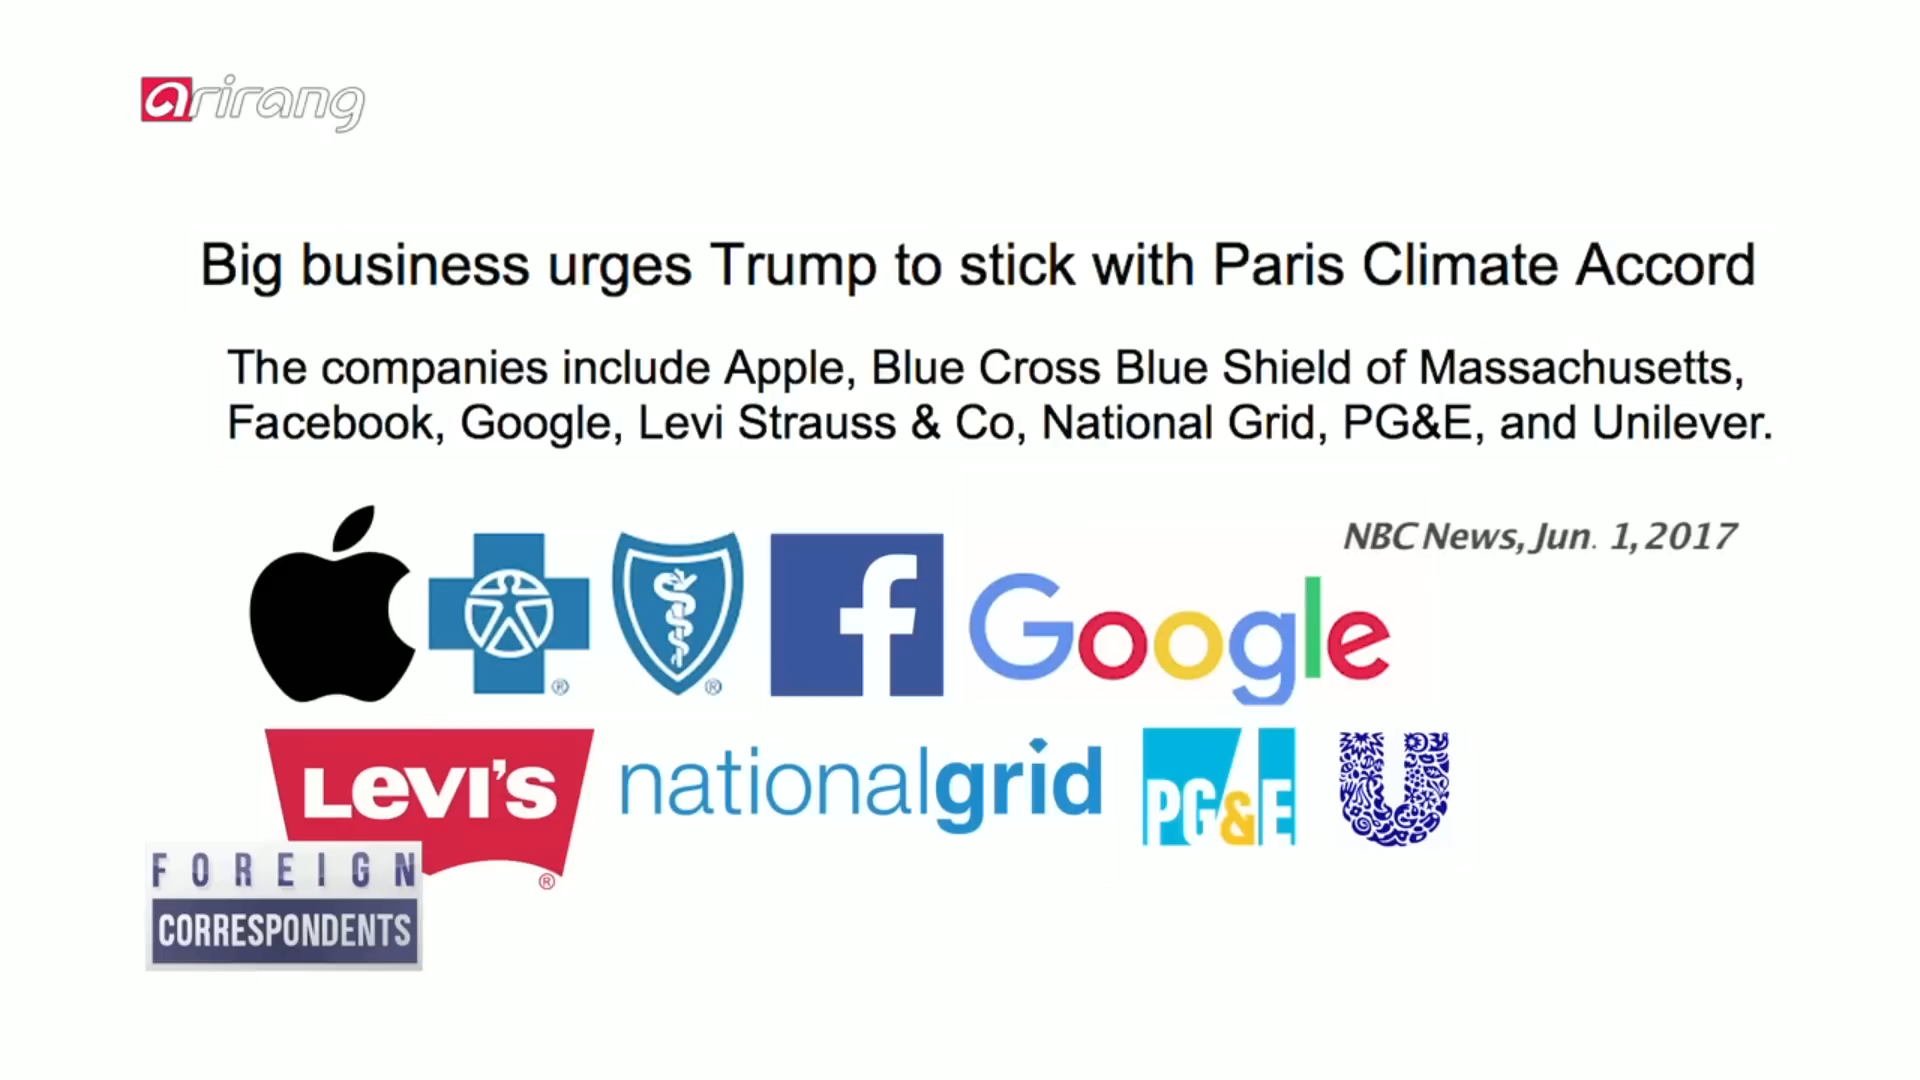 arirang
Big business urges Trump to stick with Paris Climate Accord
The companies include Apple, Blue Cross Blue Shield of Massachusetts,
Facebook, Google, Levi Strauss & Co, National Grid, PG&E, and Unilever.
NBC News, Jun. 1, 2017
® ® f Google
LEVI'S ®
nationalgrid
PG&E
U
FOREIGN
CORRESPONDENTS